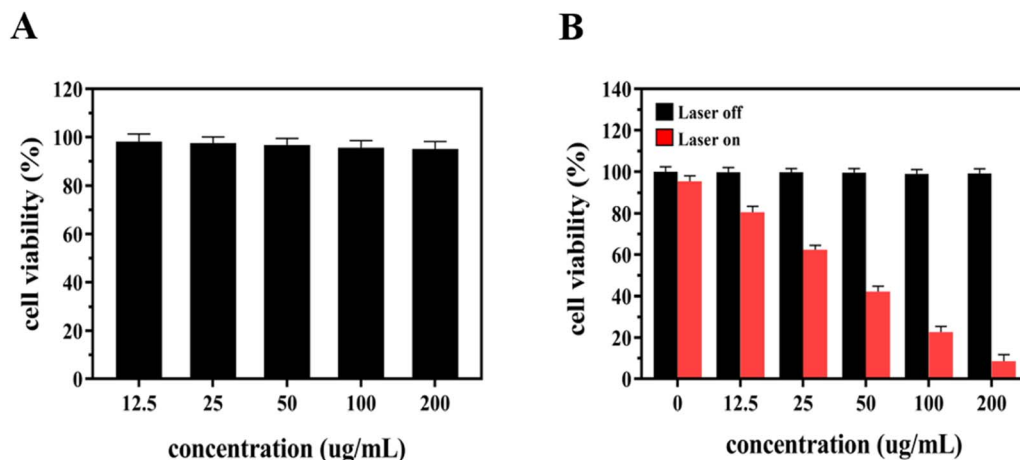 A
120
100
80
60
40
20
0
cell viability (%)
12.5 25 50 100 200
concentration (ug/mL)
B
140
120
100
80
60
40
20
0
cell viability (%)
Laser off
Laser on
0 12.5 25 50 100 200
concentration (ug/mL)